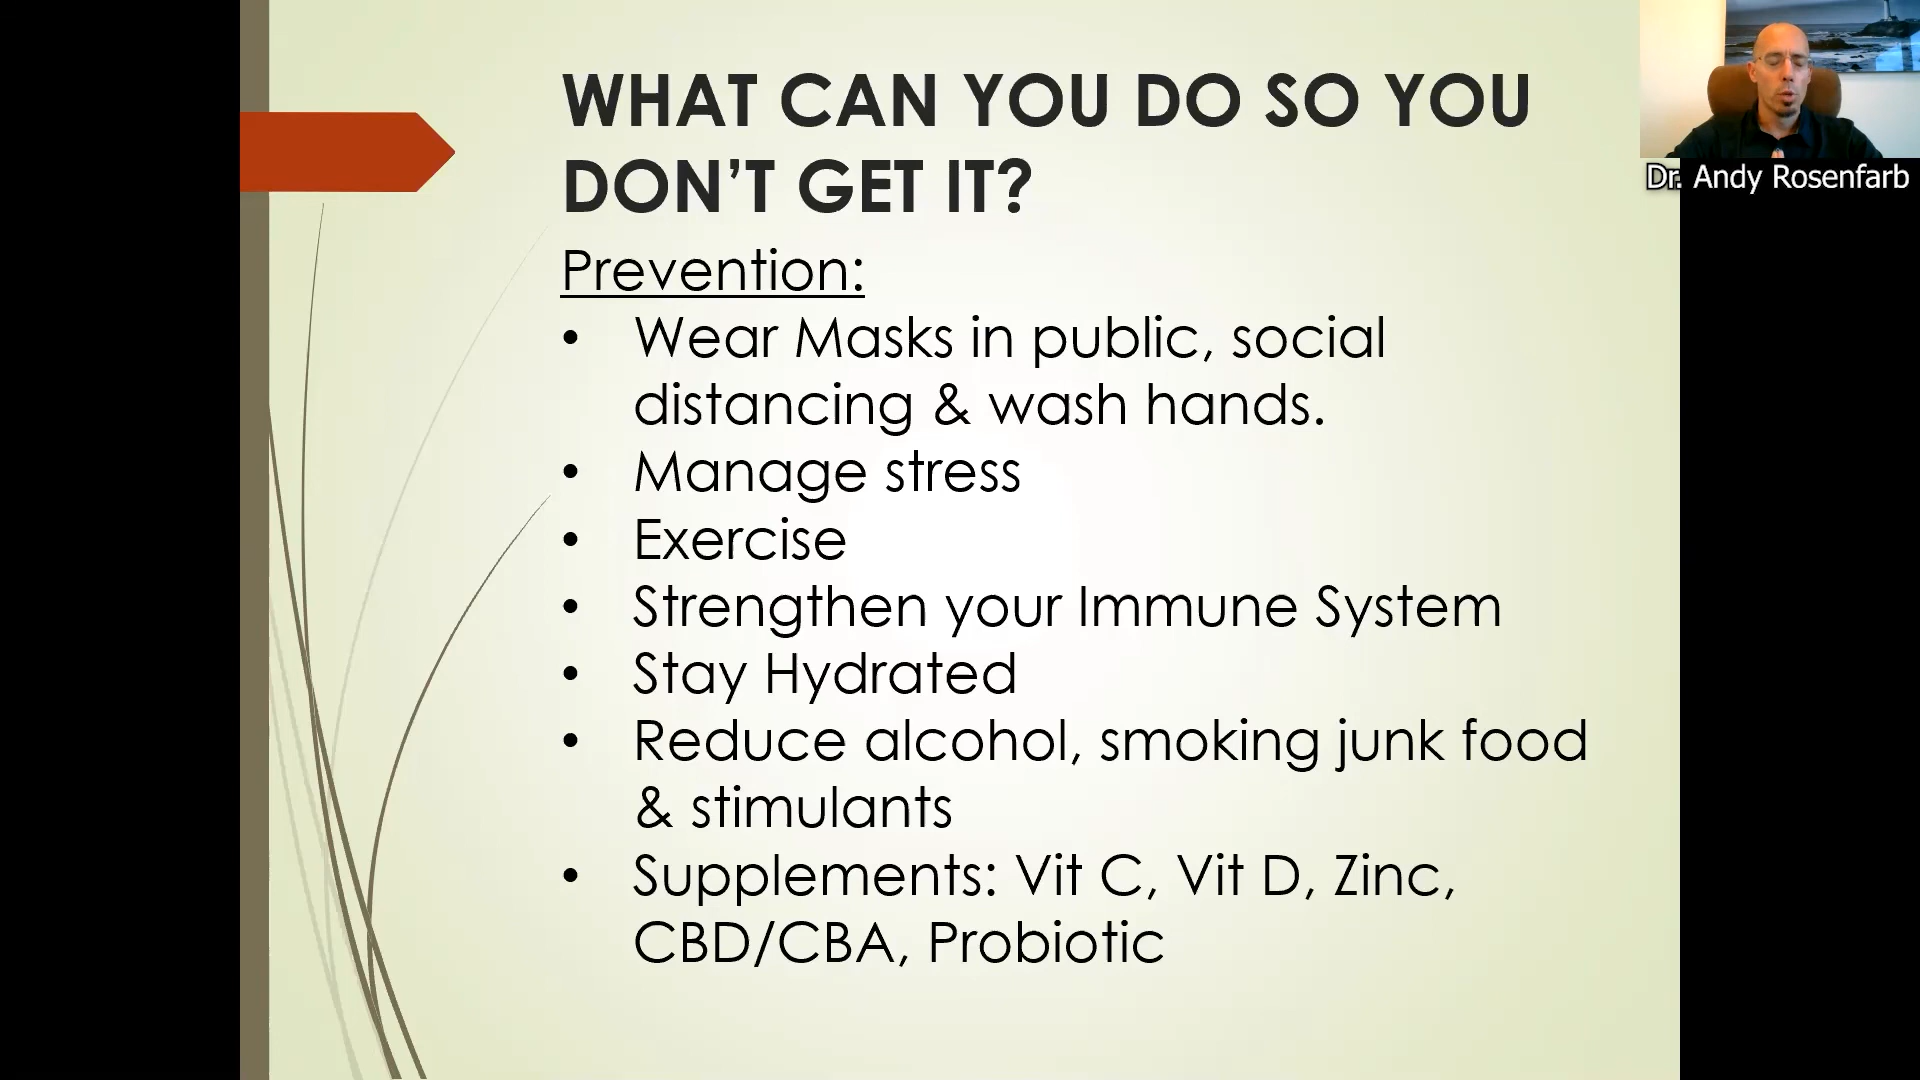 WHAT CAN YOU DO SO YOU
DON'T GET IT?
Prevention:
• Wear Masks in public, social
distancing & wash hands.
• Manage stress
• Exercise
• Strengthen your Immune System
• Stay Hydrated
• Reduce alcohol, smoking junk food
& stimulants
• Supplements: Vit C, Vit D, Zinc,
CBD/CBA, Probiotic
Dr. Andy Rosenfarb